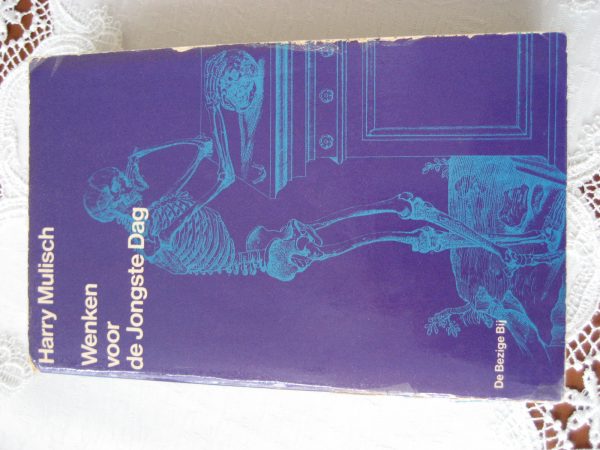 Harry Mulisch
Wenken
voor
de Jongste Dag
De Bezige Bij